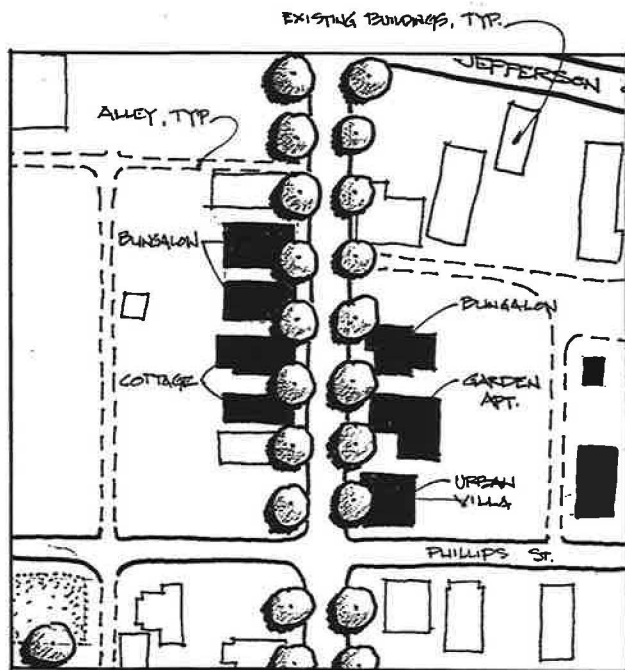 EXISTING BUILDINGS, TYP.
JEFFERSON
ALLEY, TYP.
BUNGALOW
BUNGALOW
COTTAGE
GARDEN
APT.
URBAN
VILLA
PHILLIPS ST.